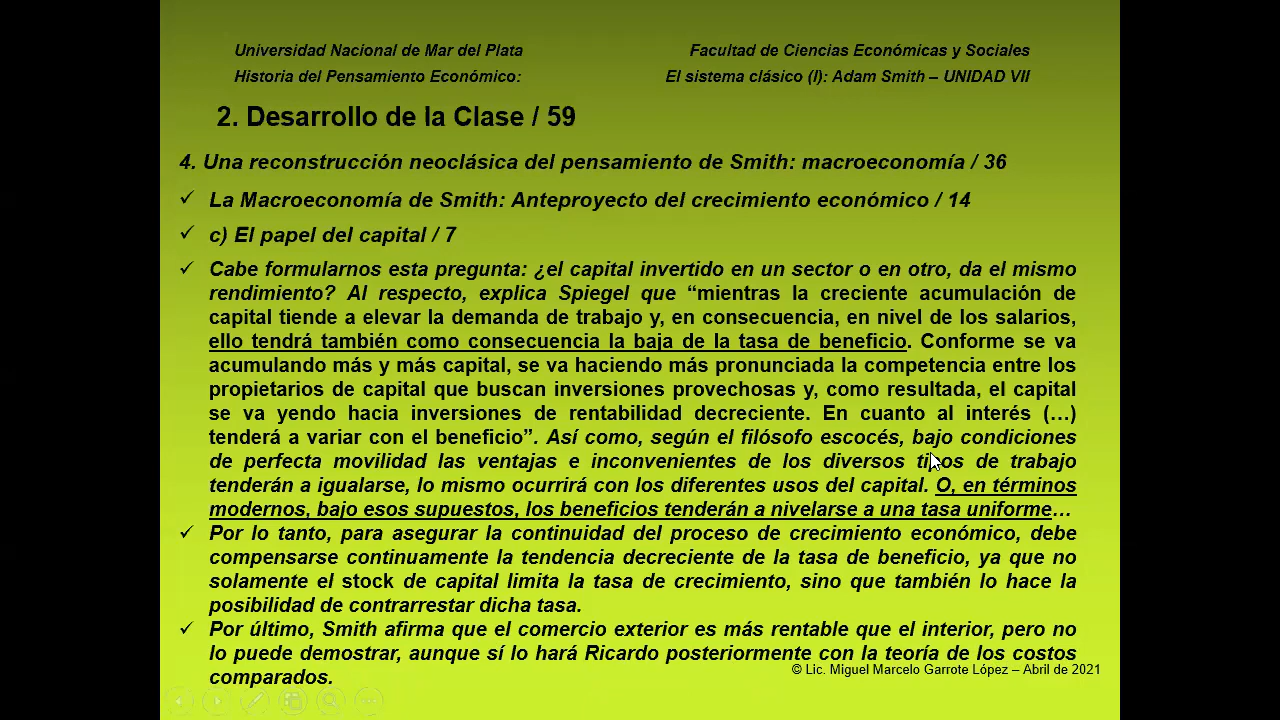 Universidad Nacional de Mar del Plata
Facultad de Ciencias Económicas y Sociales
Historia del Pensamiento Económico:
El sistema clásico (I): Adam Smith – UNIDAD VII
2. Desarrollo de la Clase / 59
4. Una reconstrucción neoclásica del pensamiento de Smith: macroeconomía / 36
✓ La Macroeconomía de Smith: Anteproyecto del crecimiento económico / 14
✓ c) El papel del capital / 7
✓ Cabe formularnos esta pregunta: ¿el capital invertido en un sector o en otro, da el mismo
rendimiento? Al respecto, explica Spiegel que “mientras la creciente acumulación de
capital tiende a elevar la demanda de trabajo y, en consecuencia, en nivel de los salarios,
ello tendrá también como consecuencia la baja de la tasa de beneficio. Conforme se va
acumulando más y más capital, se va haciendo más pronunciada la competencia entre los
propietarios de capital que buscan inversiones provechosas y, como resultada, el capital
se va yendo hacia inversiones de rentabilidad decreciente. En cuanto al interés (…)
tenderá a variar con el beneficio”. Así como, según el filósofo escocés, bajo condiciones
de perfecta movilidad las ventajas e inconvenientes de los diversos tipos de trabajo
tenderán a igualarse, lo mismo ocurrirá con los diferentes usos del capital. O, en términos
modernos, bajo esos supuestos, los beneficios tenderán a nivelarse a una tasa uniforme…
✓ Por lo tanto, para asegurar la continuidad del proceso de crecimiento económico, debe
compensarse continuamente la tendencia decreciente de la tasa de beneficio, ya que no
solamente el stock de capital limita la tasa de crecimiento, sino que también lo hace la
posibilidad de contrarrestar dicha tasa.
✓ Por último, Smith afirma que el comercio exterior es más rentable que el interior, pero no
lo puede demostrar, aunque sí lo hará Ricardo posteriormente con la teoría de los costos
comparados.
© Lic. Miguel Marcelo Garrote López – Abril de 2021